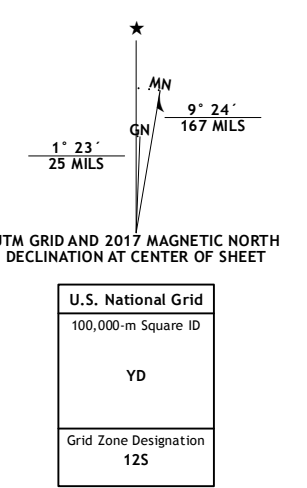 MN
GN
9° 24´
167 MILS
1° 23´
25 MILS
UTM GRID AND 2017 MAGNETIC NORTH
DECLINATION AT CENTER OF SHEET
U.S. National Grid
100,000-m Square ID
YD
Grid Zone Designation
12S